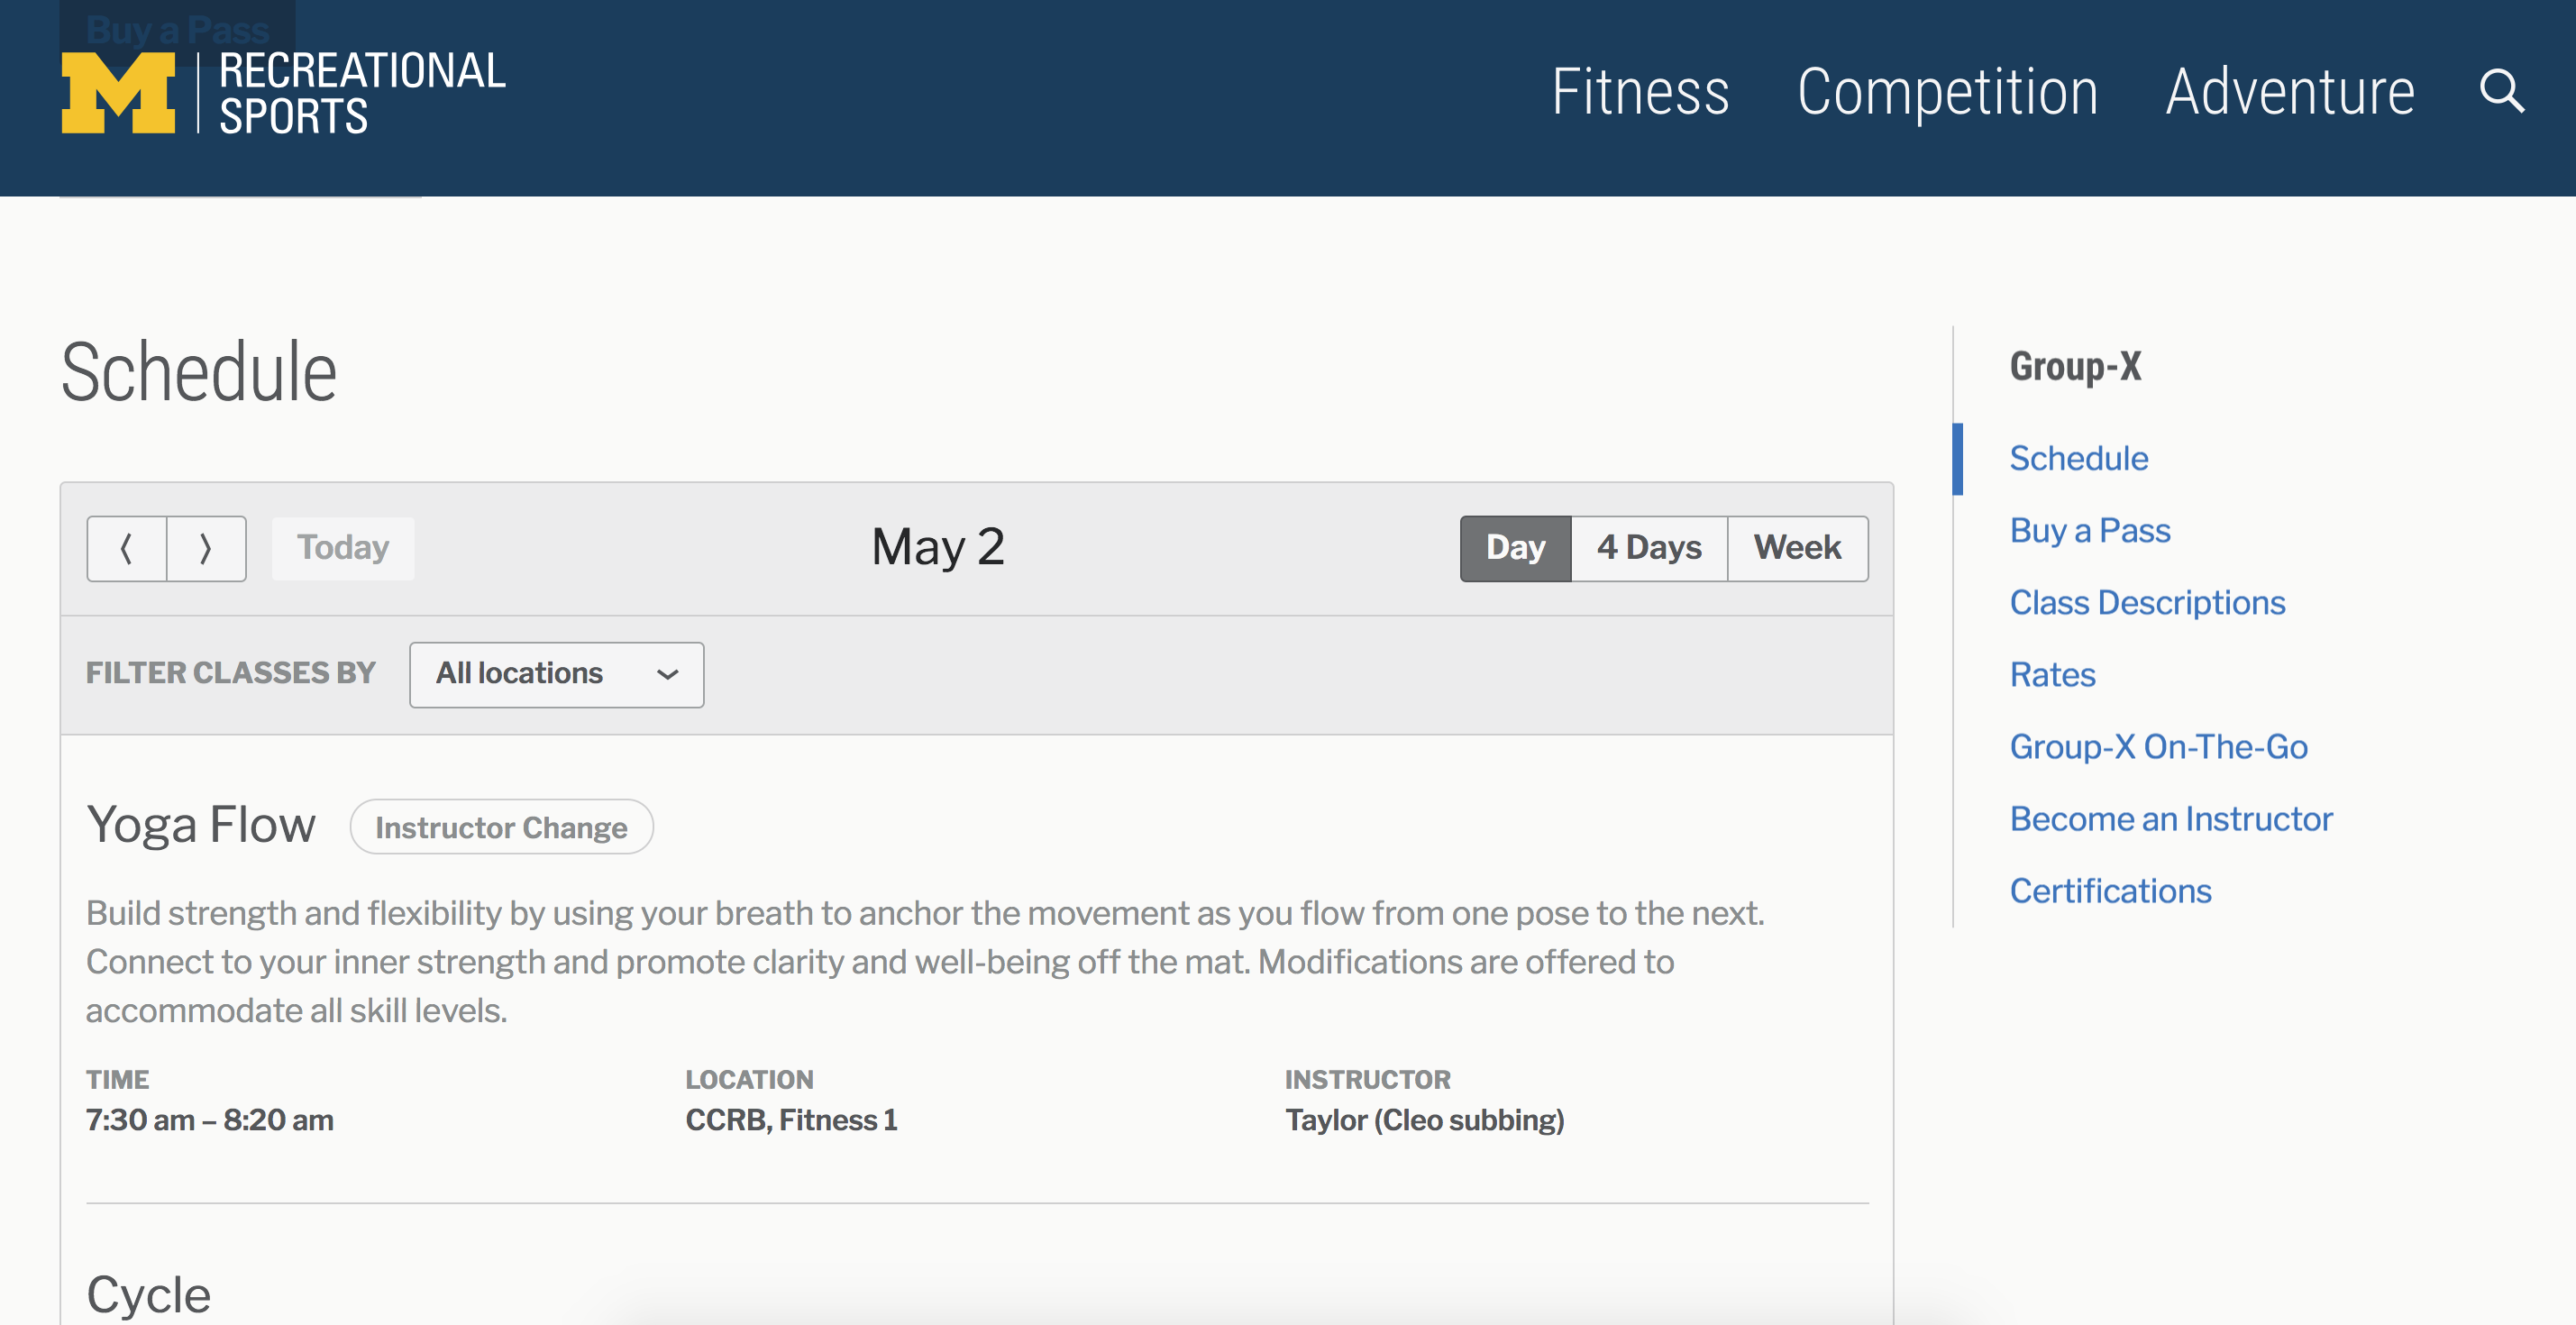 Buy a Pass
M RECREATIONAL
SPORTS
Fitness Competition Adventure
Schedule
Today May 2 Day 4 Days Week
FILTER CLASSES BY All locations
Yoga Flow Instructor Change
Build strength and flexibility by using your breath to anchor the movement as you flow from one pose to the next.
Connect to your inner strength and promote clarity and well-being off the mat. Modifications are offered to
accommodate all skill levels.
TIME LOCATION INSTRUCTOR
7:30 am – 8:20 am CCRB, Fitness 1 Taylor (Cleo subbing)
Cycle
Group-X
Schedule
Buy a Pass
Class Descriptions
Rates
Group-X On-The-Go
Become an Instructor
Certifications